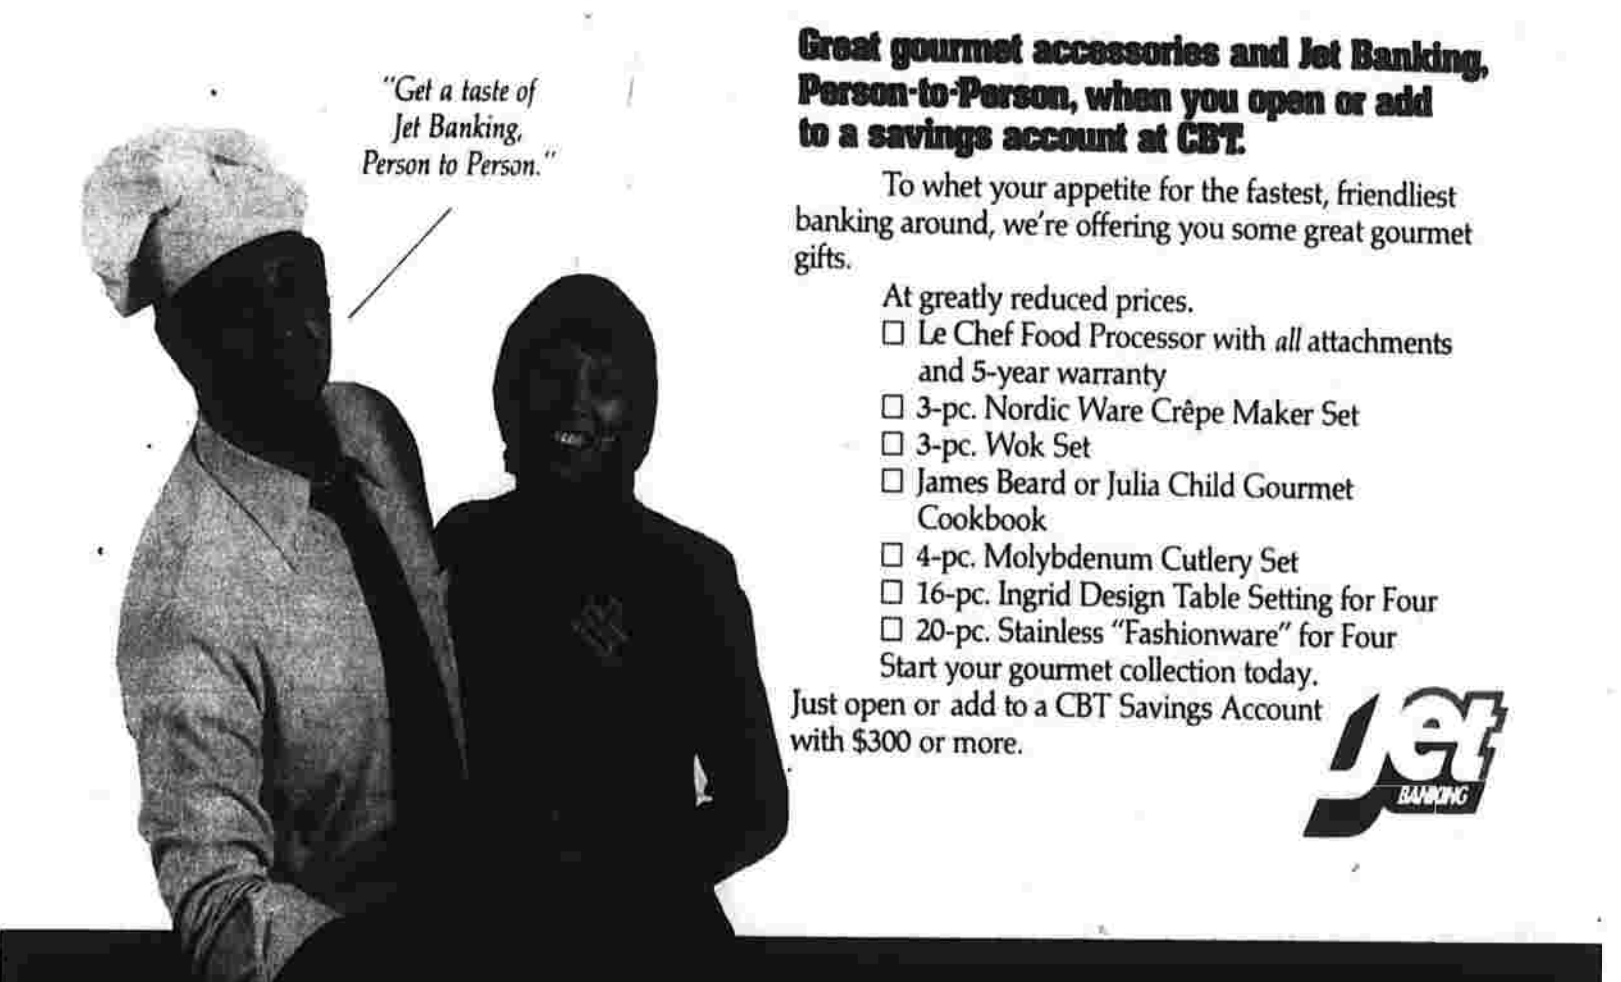 "Get a taste of
Jet Banking,
Person to Person."
Great gourmet accessories and Jet Banking,
Person-to-Person, when you open or add
to a savings account at CBT.
To whet your appetite for the fastest, friendliest
banking around, we're offering you some great gourmet
gifts.
At greatly reduced prices.
☐ Le Chef Food Processor with all attachments
and 5-year warranty
☐ 3-pc. Nordic Ware Crêpe Maker Set
☐ 3-pc. Wok Set
☐ James Beard or Julia Child Gourmet
Cookbook
☐ 4-pc. Molybdenum Cutlery Set
☐ 16-pc. Ingrid Design Table Setting for Four
☐ 20-pc. Stainless "Fashionware" for Four
Start your gourmet collection today.
Just open or add to a CBT Savings Account
with $300 or more.
Jet
BANKING